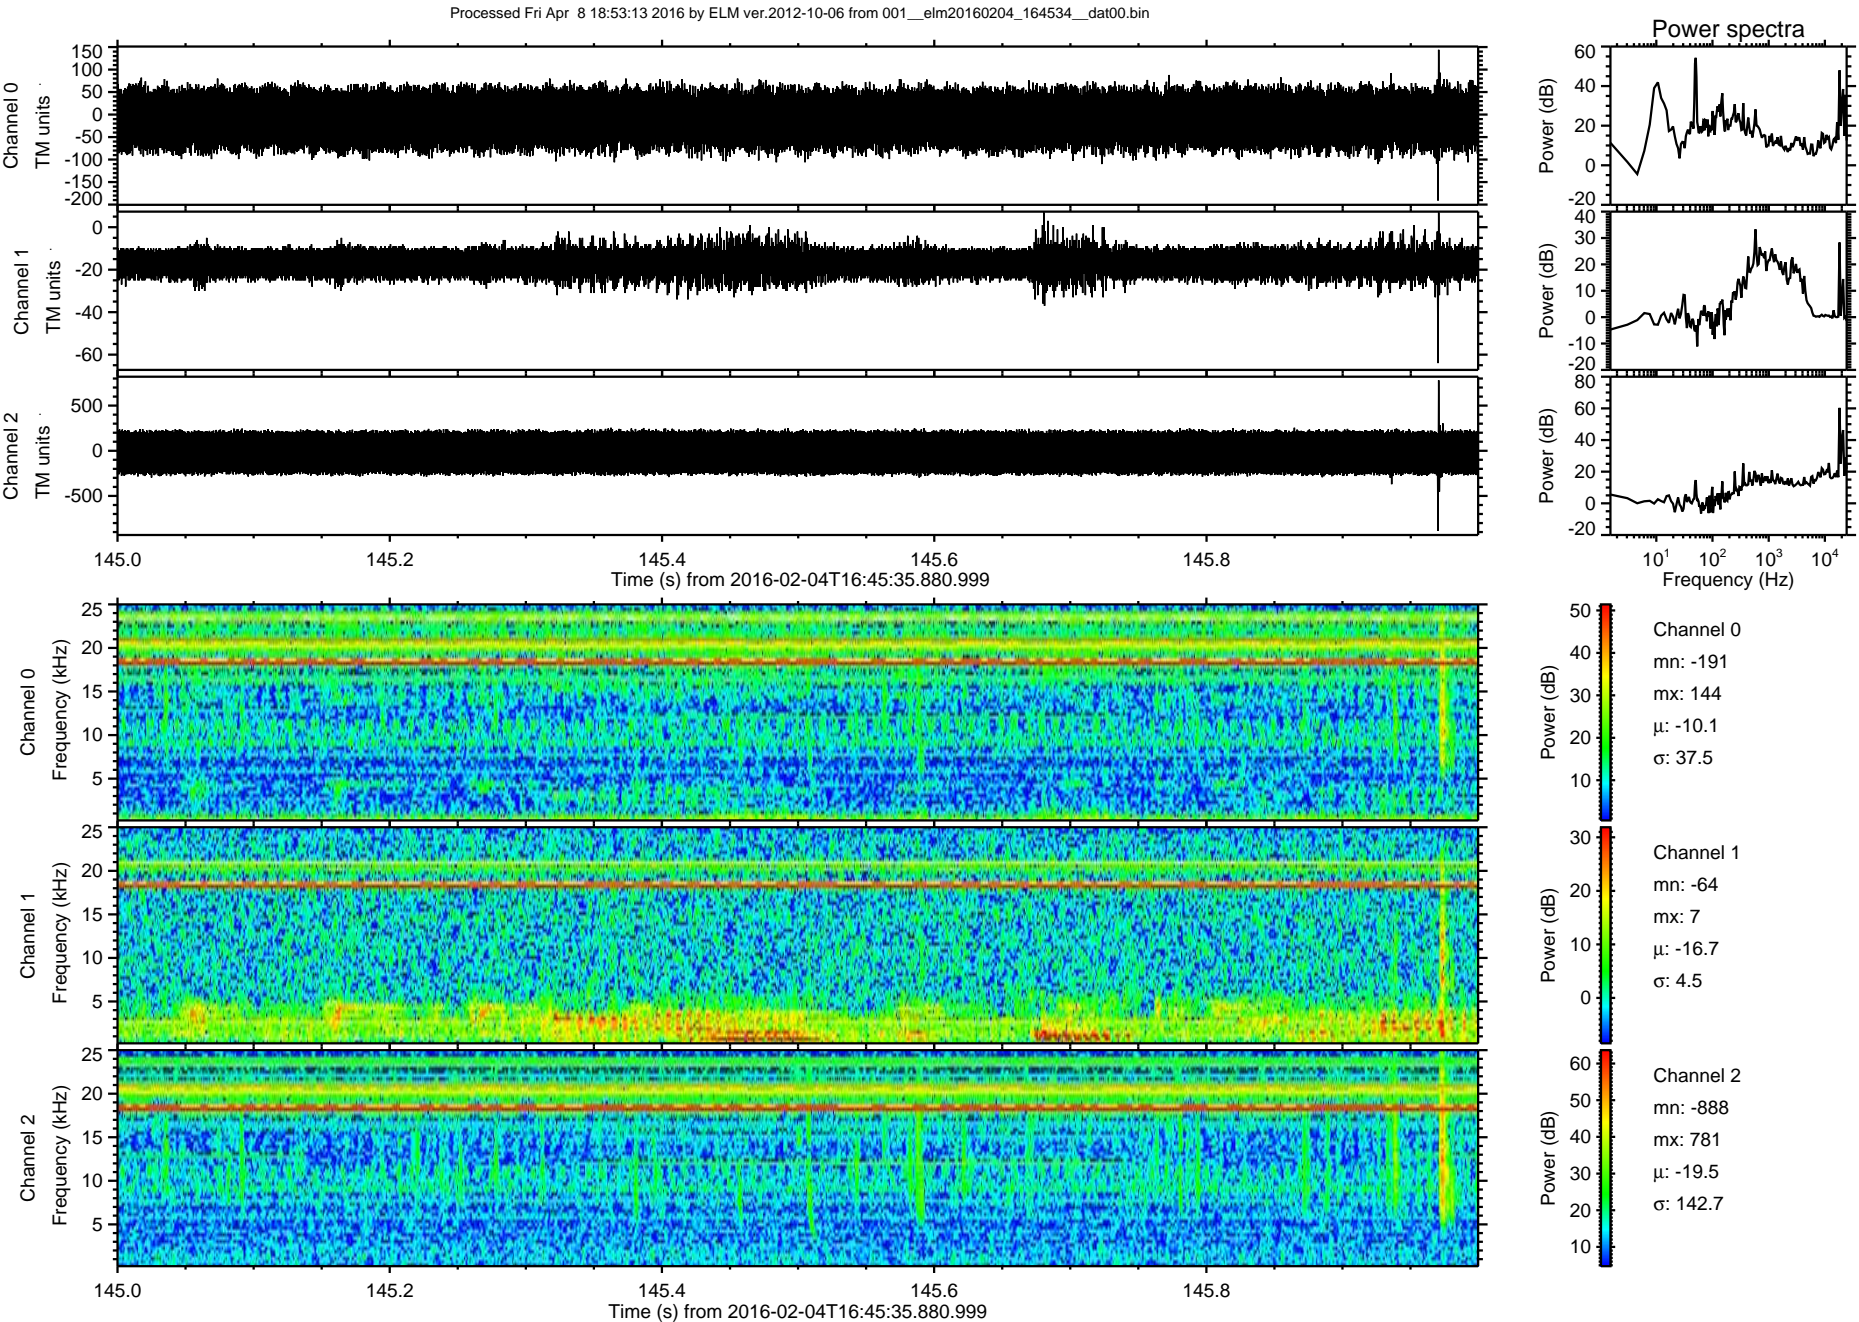 Processed Fri Apr  8 18:53:13 2016 by ELM ver.2012-10-06 from 001__elm20160204_164534__dat00.bin
Power spectra
Channel 0
TM units
150
100
50
0
-50
-100
-150
-200
Power (dB)
60
40
20
0
-20
Channel 1
TM units
0
-20
-40
-60
Power (dB)
40
30
20
10
0
-10
-20
Channel 2
TM units
500
0
-500
Power (dB)
80
60
40
20
0
-20
145.0 145.2 145.4 145.6 145.8
Time (s) from 2016-02-04T16:45:35.880.999
10^1 10^2 10^3 10^4
Frequency (Hz)
Channel 0
Frequency (kHz)
25
20
15
10
5
Power (dB)
50
40
30
20
10
Channel 0
mn: -191
mx: 144
μ: -10.1
σ: 37.5
Channel 1
Frequency (kHz)
25
20
15
10
5
Power (dB)
30
20
10
0
Channel 1
mn: -64
mx: 7
μ: -16.7
σ: 4.5
Channel 2
Frequency (kHz)
25
20
15
10
5
Power (dB)
60
50
40
30
20
10
Channel 2
mn: -888
mx: 781
μ: -19.5
σ: 142.7
145.0 145.2 145.4 145.6 145.8
Time (s) from 2016-02-04T16:45:35.880.999